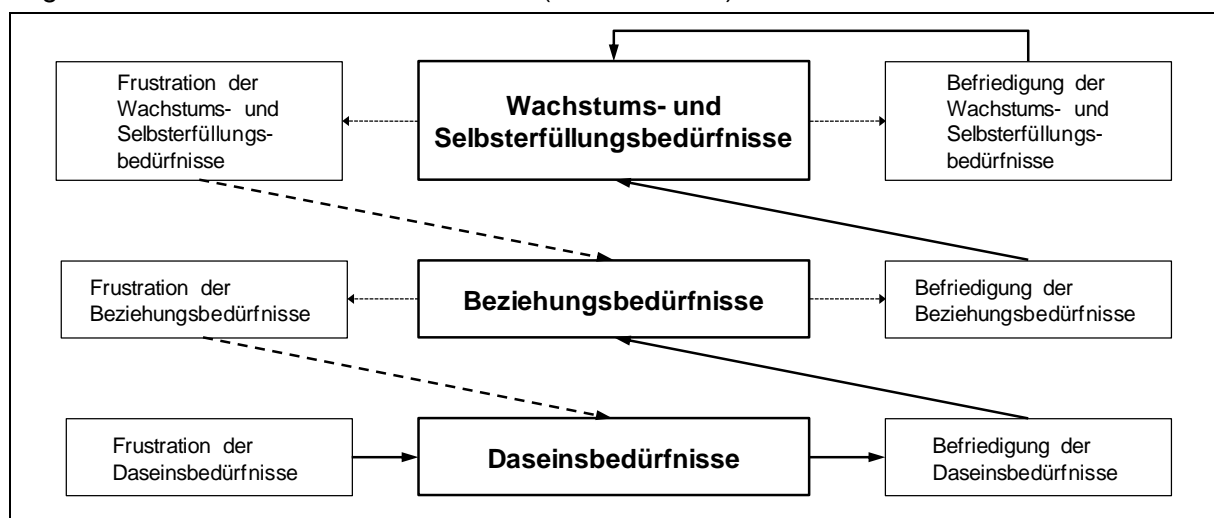 Frustration der
Wachstums- und
Selbsterfüllungs-
bedürfnisse
Wachstums- und
Selbsterfüllungsbedürfnisse
Befriedigung der
Wachstums- und
Selbsterfüllungs-
bedürfnisse
Frustration der
Beziehungsbedürfnisse
Beziehungsbedürfnisse
Befriedigung der
Beziehungsbedürfnisse
Frustration der
Daseinsbedürfnisse
Daseinsbedürfnisse
Befriedigung der
Daseinsbedürfnisse